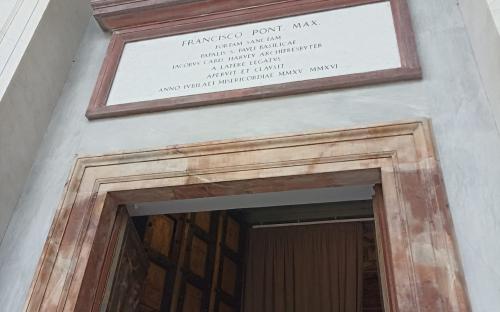 FRANCISCO PONT. MAX.
PORTAM SANCTAM
PAPALIS S. PAVLI BASILICAE
IACOBVS CARD. HARVEY ARCHIPRESBYTER
A LATERE LEGATVS
APERVIT ET CLAVSIT
ANNO IVBILAEI MISERICORDIAE MMXV MMXVI